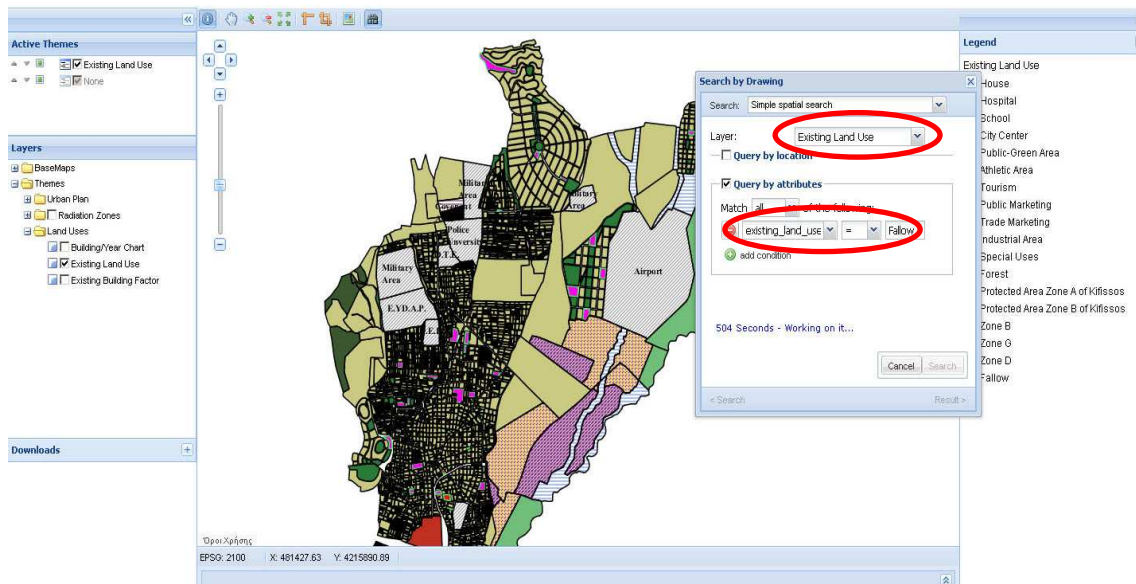 Active Themes
Existing Land Use
None
Layers
BaseMaps
Themes
Urban Plan
Radiation Zones
Land Uses
Building/Year Chart
Existing Land Use
Existing Building Factor
Downloads
Military
Area
Police
Military
Area
E.YD.A.P.
Airport
Area
Όροι Χρήσης
EPSG: 2100 X: 481427.63 Y: 4215890.89
Search by Drawing
Search: Simple spatial search
Layer: Existing Land Use
Query by location
Query by attributes
Match all of the following:
existing_land_use = Fallow
add condition
504 Seconds - Working on it...
Cancel Search
< Search Result >
Legend
Existing Land Use
House
Hospital
School
City Center
Public-Green Area
Athletic Area
Tourism
Public Marketing
Trade Marketing
Industrial Area
Special Uses
Forest
Protected Area Zone A of Kifissos
Protected Area Zone B of Kifissos
Zone B
Zone G
Zone D
Fallow